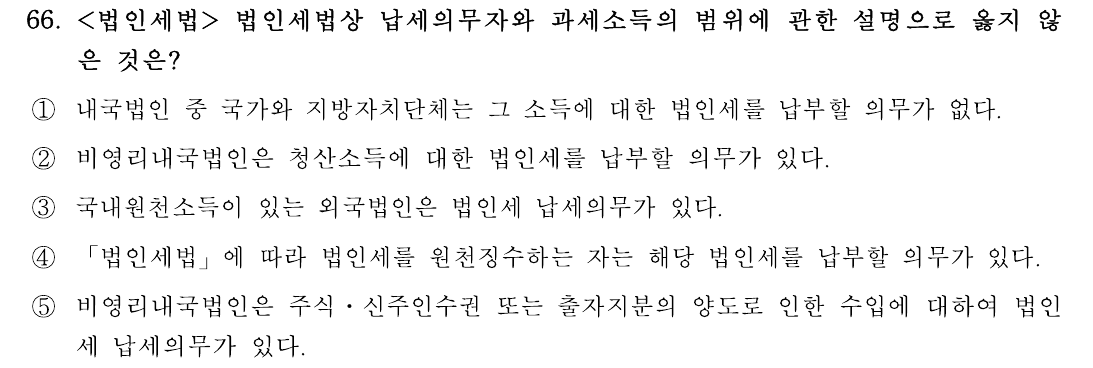 66. <법인세법> 법인세법상 납세의무자와 과세소득의 범위에 관한 설명으로 옳지 않
은 것은?
① 내국법인 중 국가와 지방자치단체는 그 소득에 대한 법인세를 납부할 의무가 없다.
② 비영리내국법인은 청산소득에 대한 법인세를 납부할 의무가 있다.
③ 국내원천소득이 있는 외국법인은 법인세 납세의무가 있다.
④ 「법인세법」에 따라 법인세를 원천징수하는 자는 해당 법인세를 납부할 의무가 있다.
⑤ 비영리내국법인은 주식·신주인수권 또는 출자지분의 양도로 인한 수입에 대하여 법인
세 납세의무가 있다.